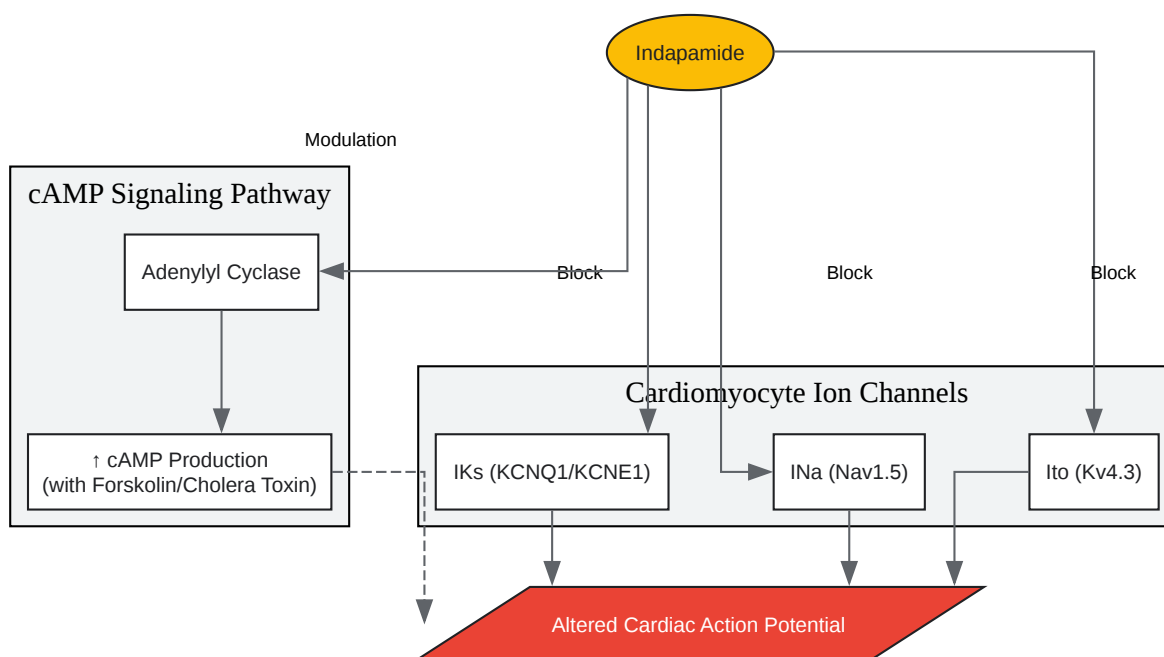 Indapamide
Modulation
cAMP Signaling Pathway
Adenylyl Cyclase
Block
Block
Block
Cardiomyocyte Ion Channels
↑ cAMP Production
(with Forskolin/Cholera Toxin)
IKs (KCNQ1/KCNE1)
INa (Nav1.5)
Ito (Kv4.3)
Altered Cardiac Action Potential